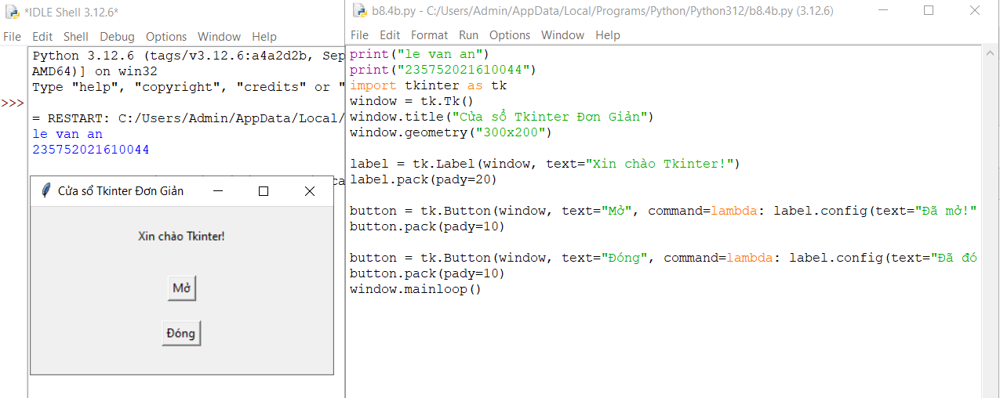 *IDLE Shell 3.12.6*
File Edit Shell Debug Options Window Help
Python 3.12.6 (tags/v3.12.6:a4a2d2b, Sep
AMD64)] on win32
Type "help", "copyright", "credits" or "
>>>
= RESTART: C:/Users/Admin/AppData/Local/
le van an
235752021610044
Cửa sổ Tkinter Đơn Giản
Xin chào Tkinter!
Mở
Đóng
b8.4b.py - C:/Users/Admin/AppData/Local/Programs/Python/Python312/b8.4b.py (3.12.6)
File Edit Format Run Options Window Help
print("le van an")
print("235752021610044")
import tkinter as tk
window = tk.Tk()
window.title("Cửa sổ Tkinter Đơn Giản")
window.geometry("300x200")
label = tk.Label(window, text="Xin chào Tkinter!")
label.pack(pady=20)
button = tk.Button(window, text="Mở", command=lambda: label.config(text="Đã mở!"
button.pack(pady=10)
button = tk.Button(window, text="Đóng", command=lambda: label.config(text="Đã đó
button.pack(pady=10)
window.mainloop()